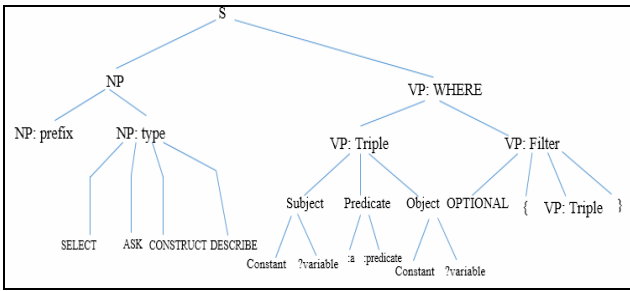 S
NP
VP: WHERE
NP: prefix NP: type VP: Triple VP: Filter
Subject Predicate Object OPTIONAL { VP: Triple }
SELECT ASK CONSTRUCT DESCRIBE
Constant ?variable :a :predicate Constant ?variable